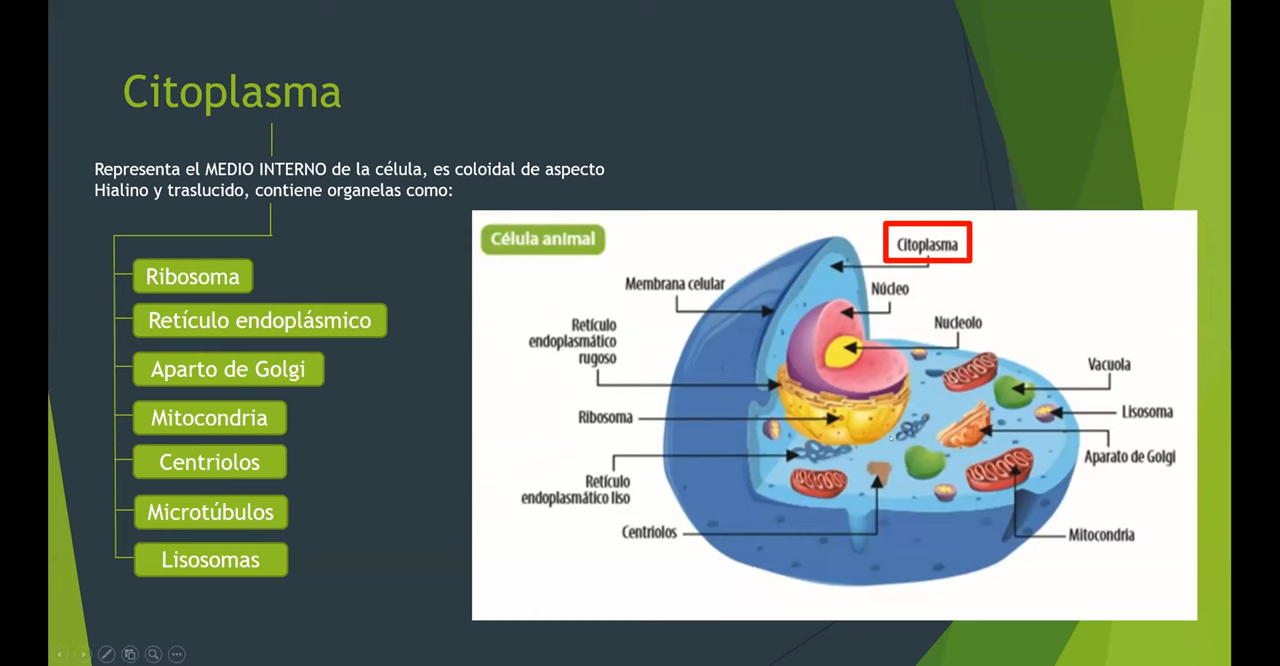 Citoplasma
Representa el MEDIO INTERNO de la célula, es coloidal de aspecto
Hialino y traslucido, contiene organelas como:
Ribosoma
Retículo endoplásmico
Aparto de Golgi
Mitocondria
Centriolos
Microtúbulos
Lisosomas
Célula animal
Citoplasma
Membrana celular
Núcleo
Retículo
endoplasmático
rugoso
Nucleolo
Vacuola
Ribosoma
Lisosoma
Aparato de Golgi
Retículo
endoplasmático liso
Centriolos
Mitocondria